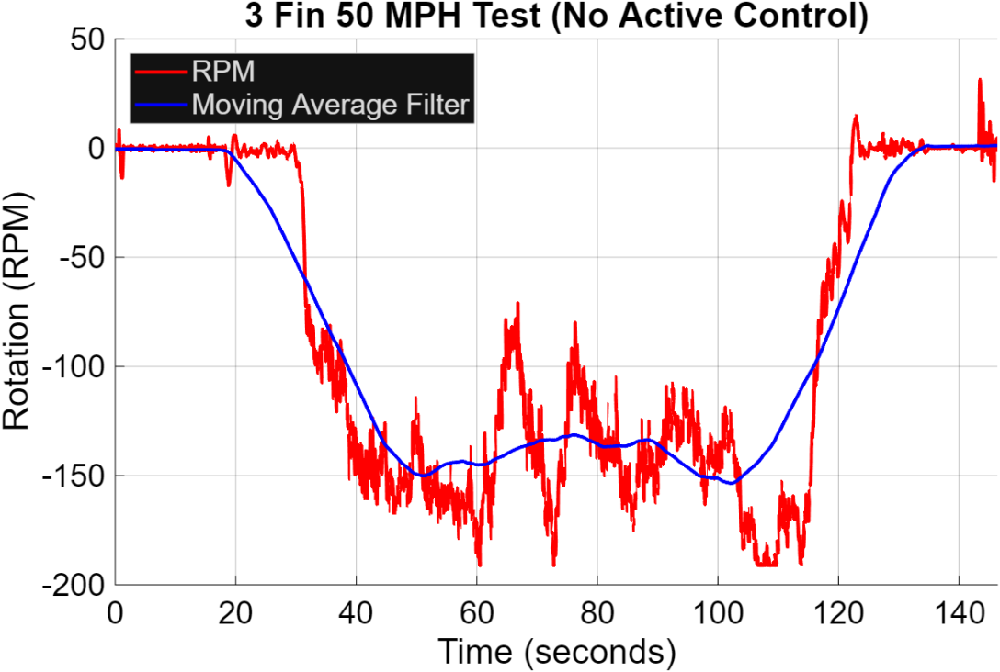 3 Fin 50 MPH Test (No Active Control)
50
RPM
Moving Average Filter
0
-50
-100
-150
-200
Rotation (RPM)
0 20 40 60 80 100 120 140
Time (seconds)